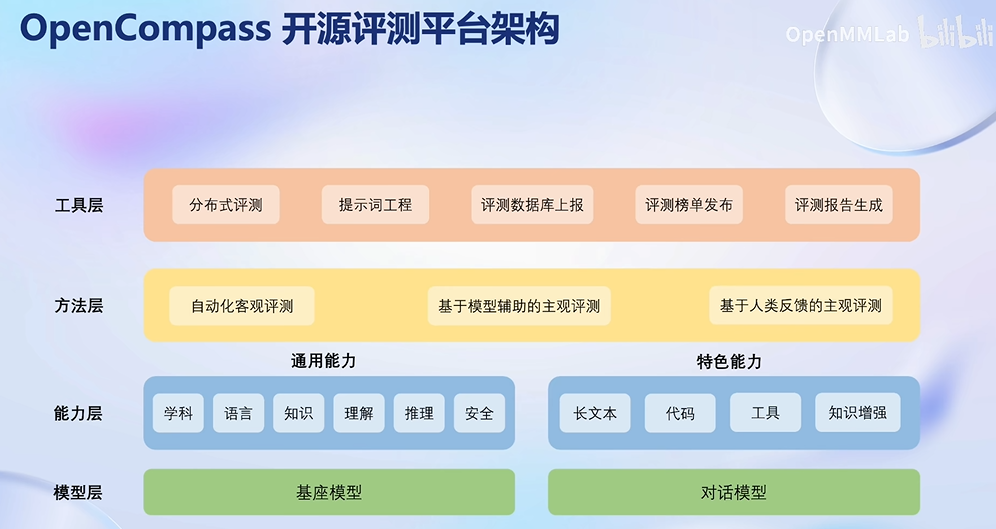 OpenCompass 开源评测平台架构
OpenMMLab bilibili
工具层
分布式评测
提示词工程
评测数据库上报
评测榜单发布
评测报告生成
方法层
自动化客观评测
基于模型辅助的主观评测
基于人类反馈的主观评测
通用能力
特色能力
能力层
学科
语言
知识
理解
推理
安全
长文本
代码
工具
知识增强
模型层
基座模型
对话模型